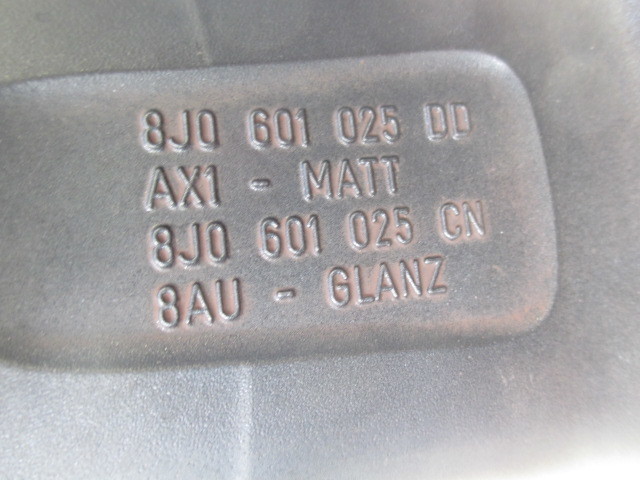 8J0 601 025 DD
AX1 - MATT
8J0 601 025 CN
8AU - GLANZ